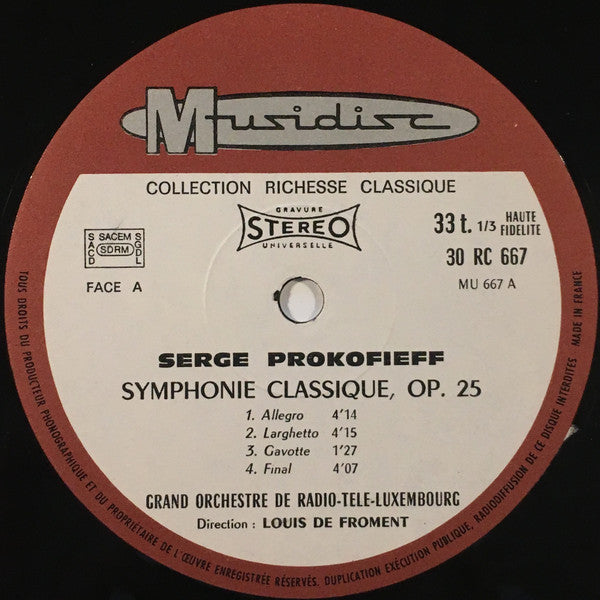 Musidisc
COLLECTION RICHESSE CLASSIQUE
GRAVURE
STEREO
UNIVERSELLE
33 t. 1/3 HAUTE FIDELITE
30 RC 667
MU 667 A
SACD SACEM SDRM SGDL
FACE A
SERGE PROKOFIEFF
SYMPHONIE CLASSIQUE, OP. 25
1. Allegro 4'14
2. Larghetto 4'15
3. Gavotte 1'27
4. Final 4'07
GRAND ORCHESTRE DE RADIO-TELE-LUXEMBOURG
Direction : LOUIS DE FROMENT
TOUS DROITS DU PRODUCTEUR PHONOGRAPHIQUE ET DU PROPRIÉTAIRE DE L'ŒUVRE ENREGISTRÉE RÉSERVÉS. DUPLICATION EXÉCUTION PUBLIQUE, RADIODIFFUSION DE CE DISQUE INTERDITES
MADE IN FRANCE